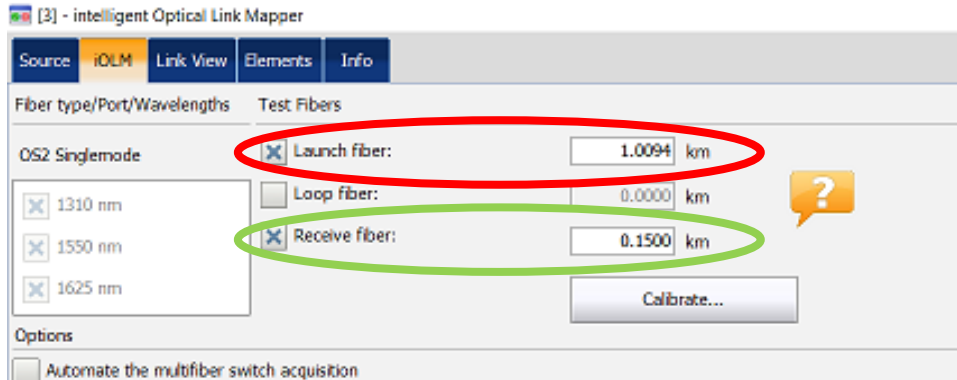 [3] - intelligent Optical Link Mapper
Source iOLM Link View Elements Info
Fiber type/Port/Wavelengths Test Fibers
OS2 Singlemode
Launch fiber: 1.0094 km
1310 nm
Loop fiber: 0.0000 km
1550 nm
Receive fiber: 0.1500 km
1625 nm
Calibrate...
Options
Automate the multifiber switch acquisition
?